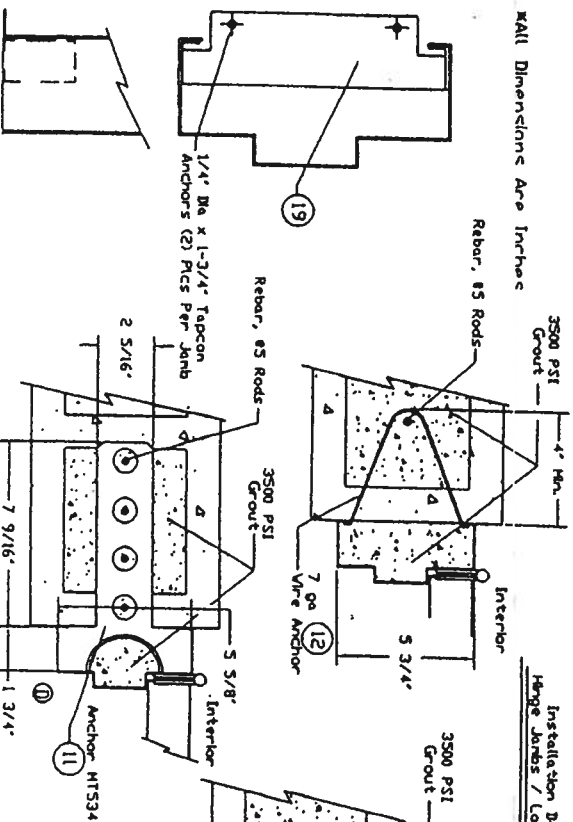 *All Dimensions Are Inches
Installation D
Hinge Jambs / Lo
3500 PSI
Grout
4" Min.
Rebar, #5 Rods
Interior
5 3/4"
7 ga
Wire Anchor
12
19
1/4" Dia x 1-3/4" Tapcon
Anchors (2) Pics Per Jamb
Rebar, #5 Rods
3500 PSI
Grout
2 5/16"
5 5/8"
Interior
7 9/16"
1 3/4"
D
11
Anchor MTS34
3500 PSI
Grout